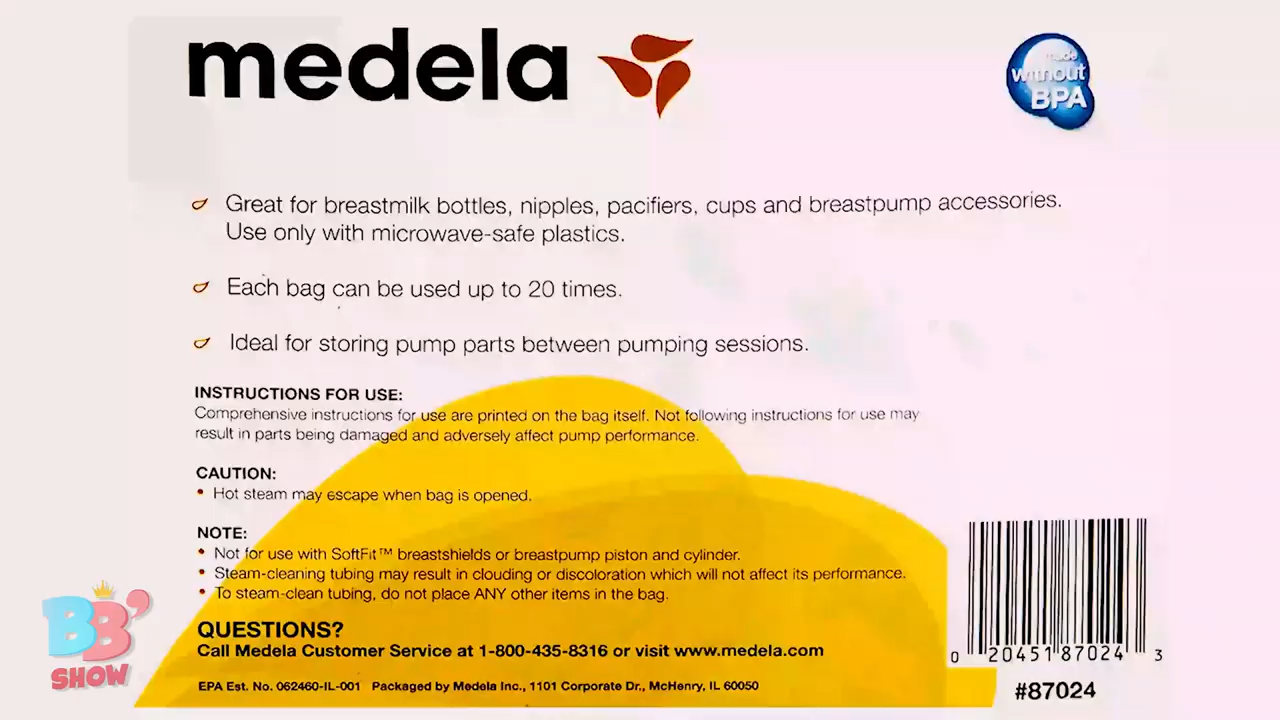 medela
made
without
BPA
Great for breastmilk bottles, nipples, pacifiers, cups and breastpump accessories.
Use only with microwave-safe plastics.
Each bag can be used up to 20 times.
Ideal for storing pump parts between pumping sessions.
INSTRUCTIONS FOR USE:
Comprehensive instructions for use are printed on the bag itself. Not following instructions for use may
result in parts being damaged and adversely affect pump performance.
CAUTION:
• Hot steam may escape when bag is opened.
NOTE:
• Not for use with SoftFit™ breastshields or breastpump piston and cylinder.
• Steam-cleaning tubing may result in clouding or discoloration which will not affect its performance.
• To steam-clean tubing, do not place ANY other items in the bag.
QUESTIONS?
Call Medela Customer Service at 1-800-435-8316 or visit www.medela.com
EPA Est. No. 062460-IL-001 Packaged by Medela Inc., 1101 Corporate Dr., McHenry, IL 60050
0 20451 87024 3
#87024
BB'
SHOW